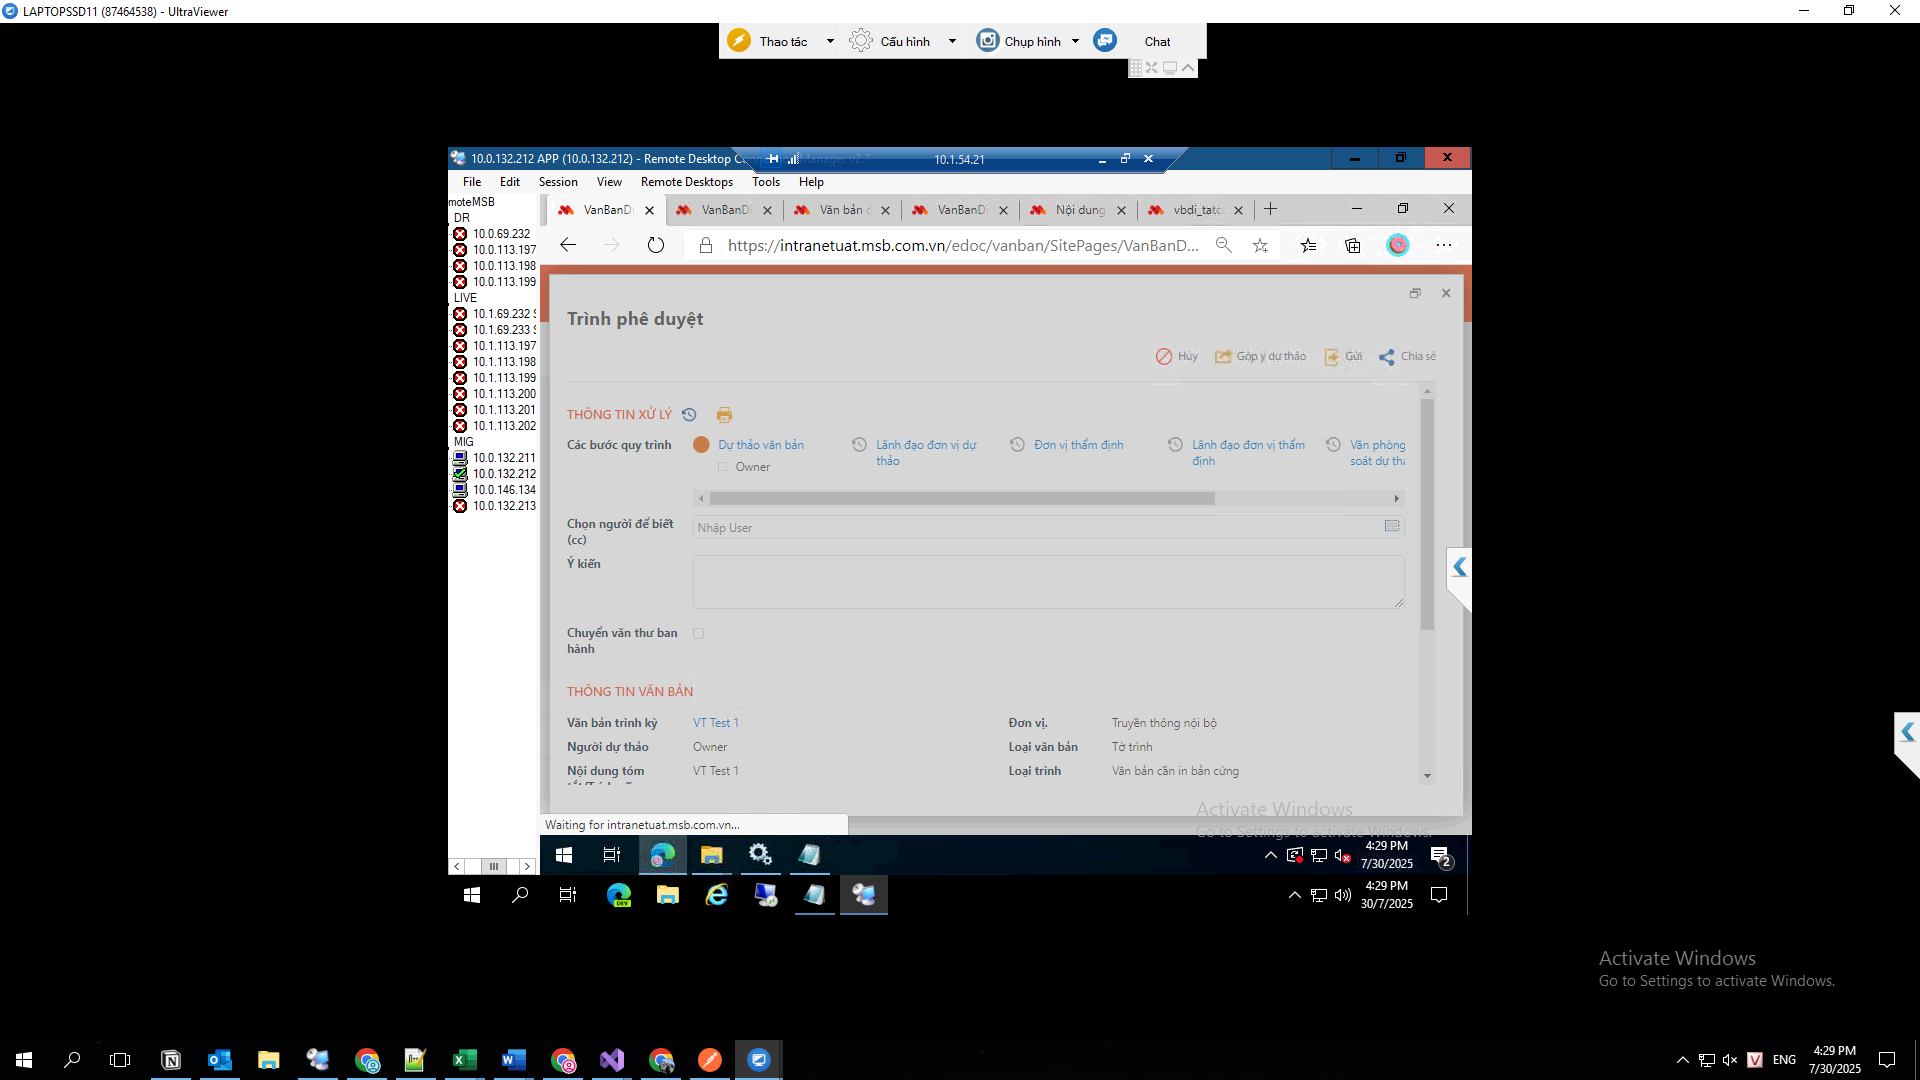 LAPTOPSSD11 (87464538) - UltraViewer
Thao tác
Cấu hình
Chụp hình
Chat
10.0.132.212 APP (10.0.132.212) - Remote Desktop
10.1.54.21
File Edit Session View Remote Desktops Tools Help
moteMSB
DR
10.0.69.232
10.0.113.197
10.0.113.198
10.0.113.199
LIVE
10.1.69.232
10.1.69.233
10.1.113.197
10.1.113.198
10.1.113.199
10.1.113.200
10.1.113.201
10.1.113.202
MIG
10.0.132.211
10.0.132.212
10.0.146.134
10.0.132.213
VanBanDi
VanBanDi
Văn bản
VanBanDi
Nội dung
vbdi_tatc
https://intranetuat.msb.com.vn/edoc/vanban/SitePages/VanBanD...
Trình phê duyệt
Hủy
Góp ý dự thảo
Gửi
Chia sẻ
THÔNG TIN XỬ LÝ
Các bước quy trình
Dự thảo văn bản
Owner
Lãnh đạo đơn vị dự
thảo
Đơn vị thẩm định
Lãnh đạo đơn vị thẩm
định
Văn phòng
soát dự thả
Chọn người để biết
(cc)
Nhập User
Ý kiến
Chuyển văn thư ban
hành
THÔNG TIN VĂN BẢN
Văn bản trình ký VT Test 1 Đơn vị. Truyền thông nội bộ
Người dự thảo Owner Loại văn bản Tờ trình
Nội dung tóm VT Test 1 Loại trình Văn bản cần in bản cứng
Activate Windows
Go to Settings to activate Windows.
Waiting for intranetuat.msb.com.vn...
4:29 PM
7/30/2025
2
4:29 PM
30/7/2025
Activate Windows
Go to Settings to activate Windows.
ENG
4:29 PM
7/30/2025